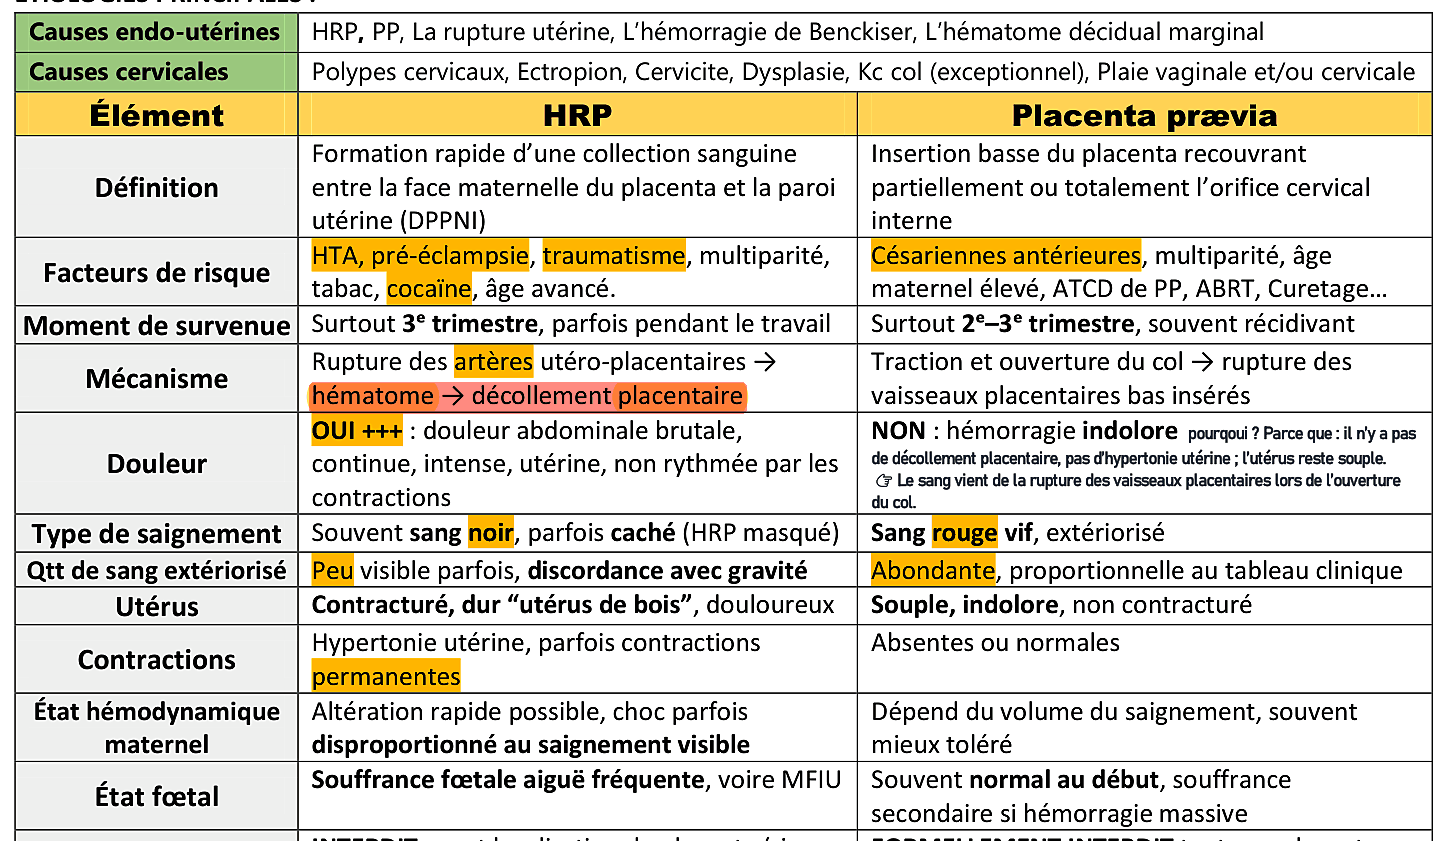 ETIOLOGIES PRINCIPALES :
Causes endo-utérines HRP, PP, La rupture utérine, L’hémorragie de Benckiser, L’hématome décidual marginal
Causes cervicales Polypes cervicaux, Ectropion, Cervicite, Dysplasie, Kc col (exceptionnel), Plaie vaginale et/ou cervicale
Élément HRP Placenta prævia
Définition
Formation rapide d’une collection sanguine
entre la face maternelle du placenta et la paroi
utérine (DPPNI)
Insertion basse du placenta recouvrant
partiellement ou totalement l’orifice cervical
interne
Facteurs de risque
HTA, pré-éclampsie, traumatisme, multiparité,
tabac, cocaïne, âge avancé.
Césariennes antérieures, multiparité, âge
maternel élevé, ATCD de PP, ABRT, Curetage...
Moment de survenue Surtout 3e trimestre, parfois pendant le travail Surtout 2e–3e trimestre, souvent récidivant
Mécanisme
Rupture des artères utéro-placentaires →
hématome → décollement placentaire
Traction et ouverture du col → rupture des
vaisseaux placentaires bas insérés
Douleur
OUI +++ : douleur abdominale brutale,
continue, intense, utérine, non rythmée par les
contractions
NON : hémorragie indolore pourqoui ? Parce que : il n’y a pas
de décollement placentaire, pas d’hypertonie utérine ; l’utérus reste souple.
👉 Le sang vient de la rupture des vaisseaux placentaires lors de l’ouverture
du col.
Type de saignement Souvent sang noir, parfois caché (HRP masqué) Sang rouge vif, extériorisé
Qtt de sang extériorisé Peu visible parfois, discordance avec gravité Abondante, proportionnelle au tableau clinique
Utérus Contracturé, dur “utérus de bois”, douloureux Souple, indolore, non contracturé
Contractions
Hypertonie utérine, parfois contractions
permanentes
Absentes ou normales
État hémodynamique
maternel
Altération rapide possible, choc parfois
disproportionné au saignement visible
Dépend du volume du saignement, souvent
mieux toléré
État fœtal
Souffrance fœtale aiguë fréquente, voire MFIU
Souvent normal au début, souffrance
secondaire si hémorragie massive